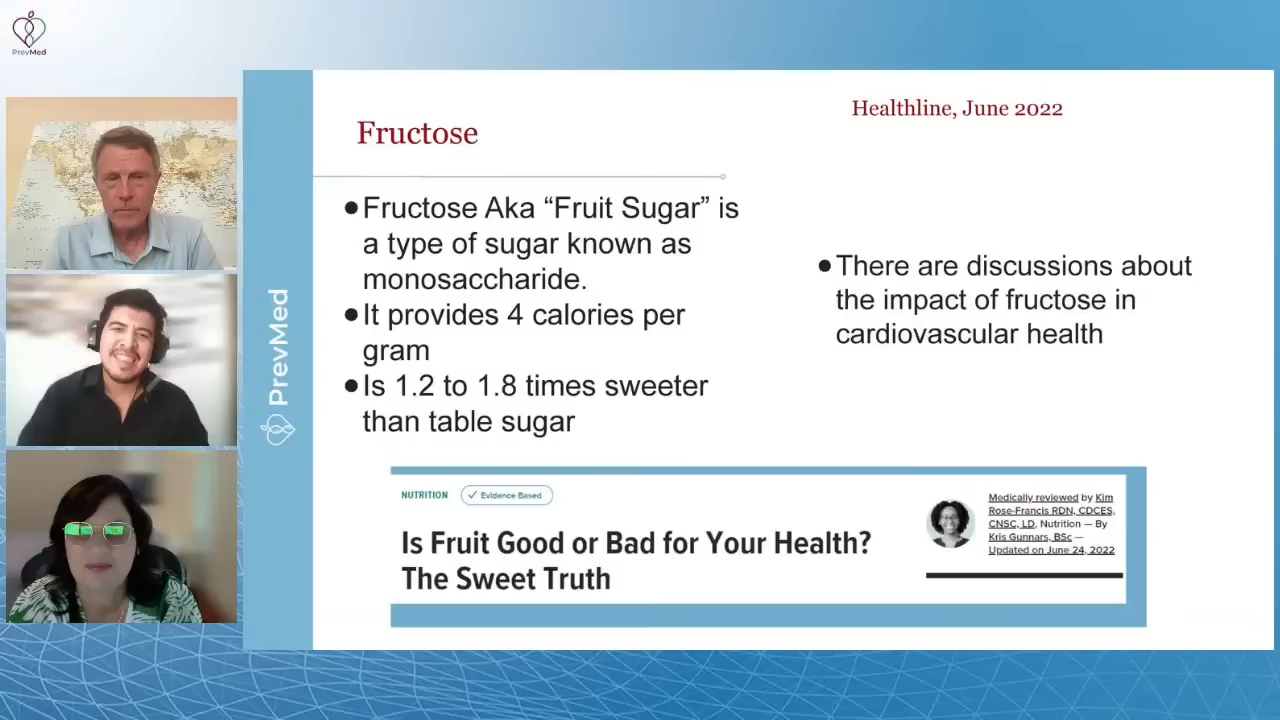 PrevMed
Healthline, June 2022
Fructose
●Fructose Aka “Fruit Sugar” is
a type of sugar known as
monosaccharide.
●It provides 4 calories per
gram
●Is 1.2 to 1.8 times sweeter
than table sugar
●There are discussions about
the impact of fructose in
cardiovascular health
PrevMed
NUTRITION ✓ Evidence Based
Is Fruit Good or Bad for Your Health?
The Sweet Truth
Medically reviewed by Kim
Rose-Francis RDN, CDCES,
CNSC, LD, Nutrition — By
Kris Gunnars, BSc —
Updated on June 24, 2022